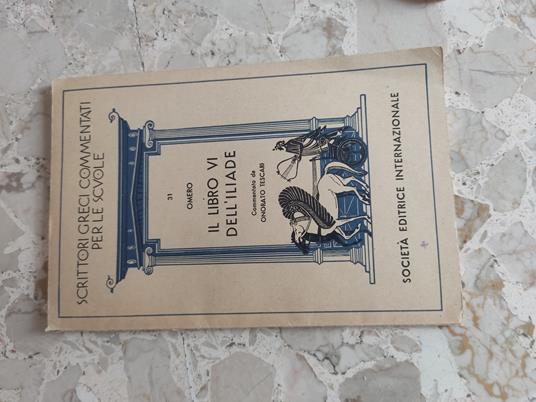 SCRITTORI GRECI COMMENTATI
PER LE SCVOLE
31
OMERO
IL LIBRO VI
DELL'ILIADE
Commentato da
ONORATO TESCARI
SOCIETÀ EDITRICE INTERNAZIONALE